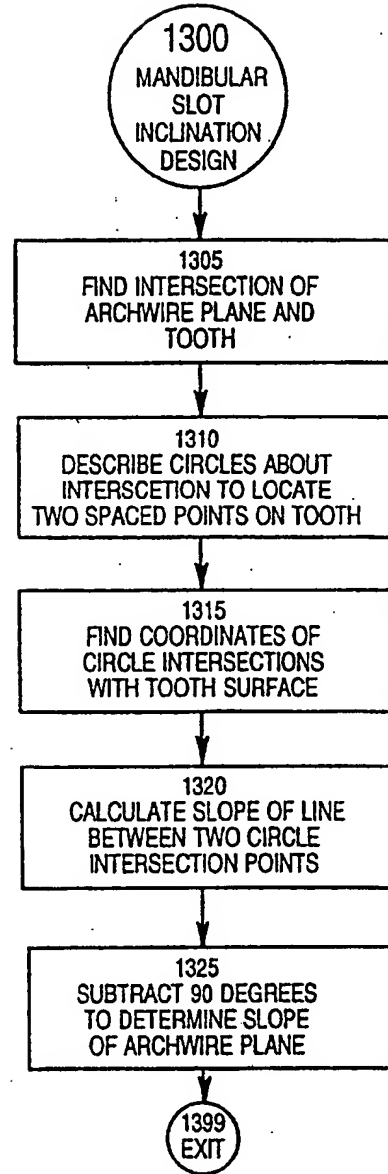 1300
MANDIBULAR
SLOT
INCLINATION
DESIGN
1305
FIND INTERSECTION OF
ARCHWIRE PLANE AND
TOOTH
1310
DESCRIBE CIRCLES ABOUT
INTERSCETION TO LOCATE
TWO SPACED POINTS ON TOOTH
1315
FIND COORDINATES OF
CIRCLE INTERSECTIONS
WITH TOOTH SURFACE
1320
CALCULATE SLOPE OF LINE
BETWEEN TWO CIRCLE
INTERSECTION POINTS
1325
SUBTRACT 90 DEGREES
TO DETERMINE SLOPE
OF ARCHWIRE PLANE
1399
EXIT